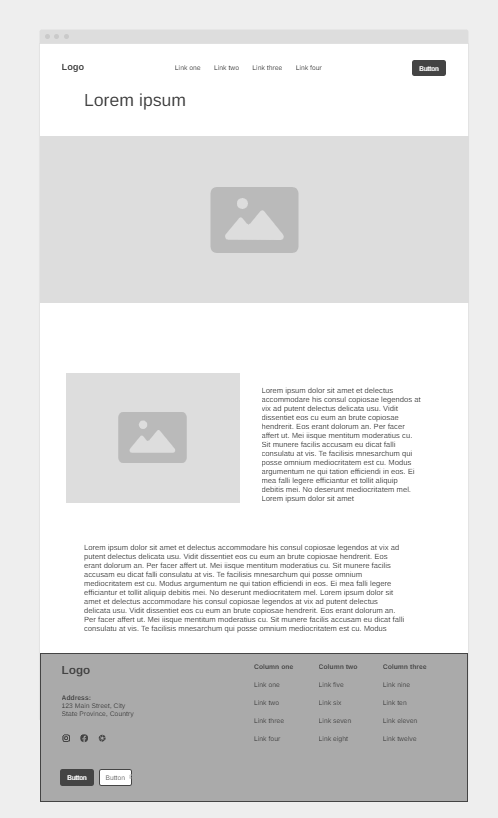 Logo
Link one Link two Link three Link four
Button
Lorem ipsum
Lorem ipsum dolor sit amet et delectus
accommodare his consul copiosae legendos at
vix ad putent delectus delicata usu. Vidit
dissentiet eos cu eum an brute copiosae
hendrerit. Eos erant dolorum an. Per facer
affert ut. Mei iisque mentitum moderatius cu.
Sit munere facilis accusam eu dicat falli
consulatu at vis. Te facilisis mnesarchum qui
posse omnium mediocritatem est cu. Modus
argumentum ne qui tation efficiendi in eos. Ei
mea falli legere efficiantur et tollit aliquip
debitis mei. No deserunt mediocritatem mel.
Lorem ipsum dolor sit amet
Lorem ipsum dolor sit amet et delectus accommodare his consul copiosae legendos at vix ad
putent delectus delicata usu. Vidit dissentiet eos cu eum an brute copiosae hendrerit. Eos
erant dolorum an. Per facer affert ut. Mei iisque mentitum moderatius cu. Sit munere facilis
accusam eu dicat falli consulatu at vis. Te facilisis mnesarchum qui posse omnium
mediocritatem est cu. Modus argumentum ne qui tation efficiendi in eos. Ei mea falli legere
efficiantur et tollit aliquip debitis mei. No deserunt mediocritatem mel. Lorem ipsum dolor sit
amet et delectus accommodare his consul copiosae legendos at vix ad putent delectus
delicata usu. Vidit dissentiet eos cu eum an brute copiosae hendrerit. Eos erant dolorum an.
Per facer affert ut. Mei iisque mentitum moderatius cu. Sit munere facilis accusam eu dicat falli
consulatu at vis. Te facilisis mnesarchum qui posse omnium mediocritatem est cu. Modus
Logo
Address:
123 Main Street, City
State Province, Country
Button Button
Column one
Link one
Link two
Link three
Link four
Column two
Link five
Link six
Link seven
Link eight
Column three
Link nine
Link ten
Link eleven
Link twelve